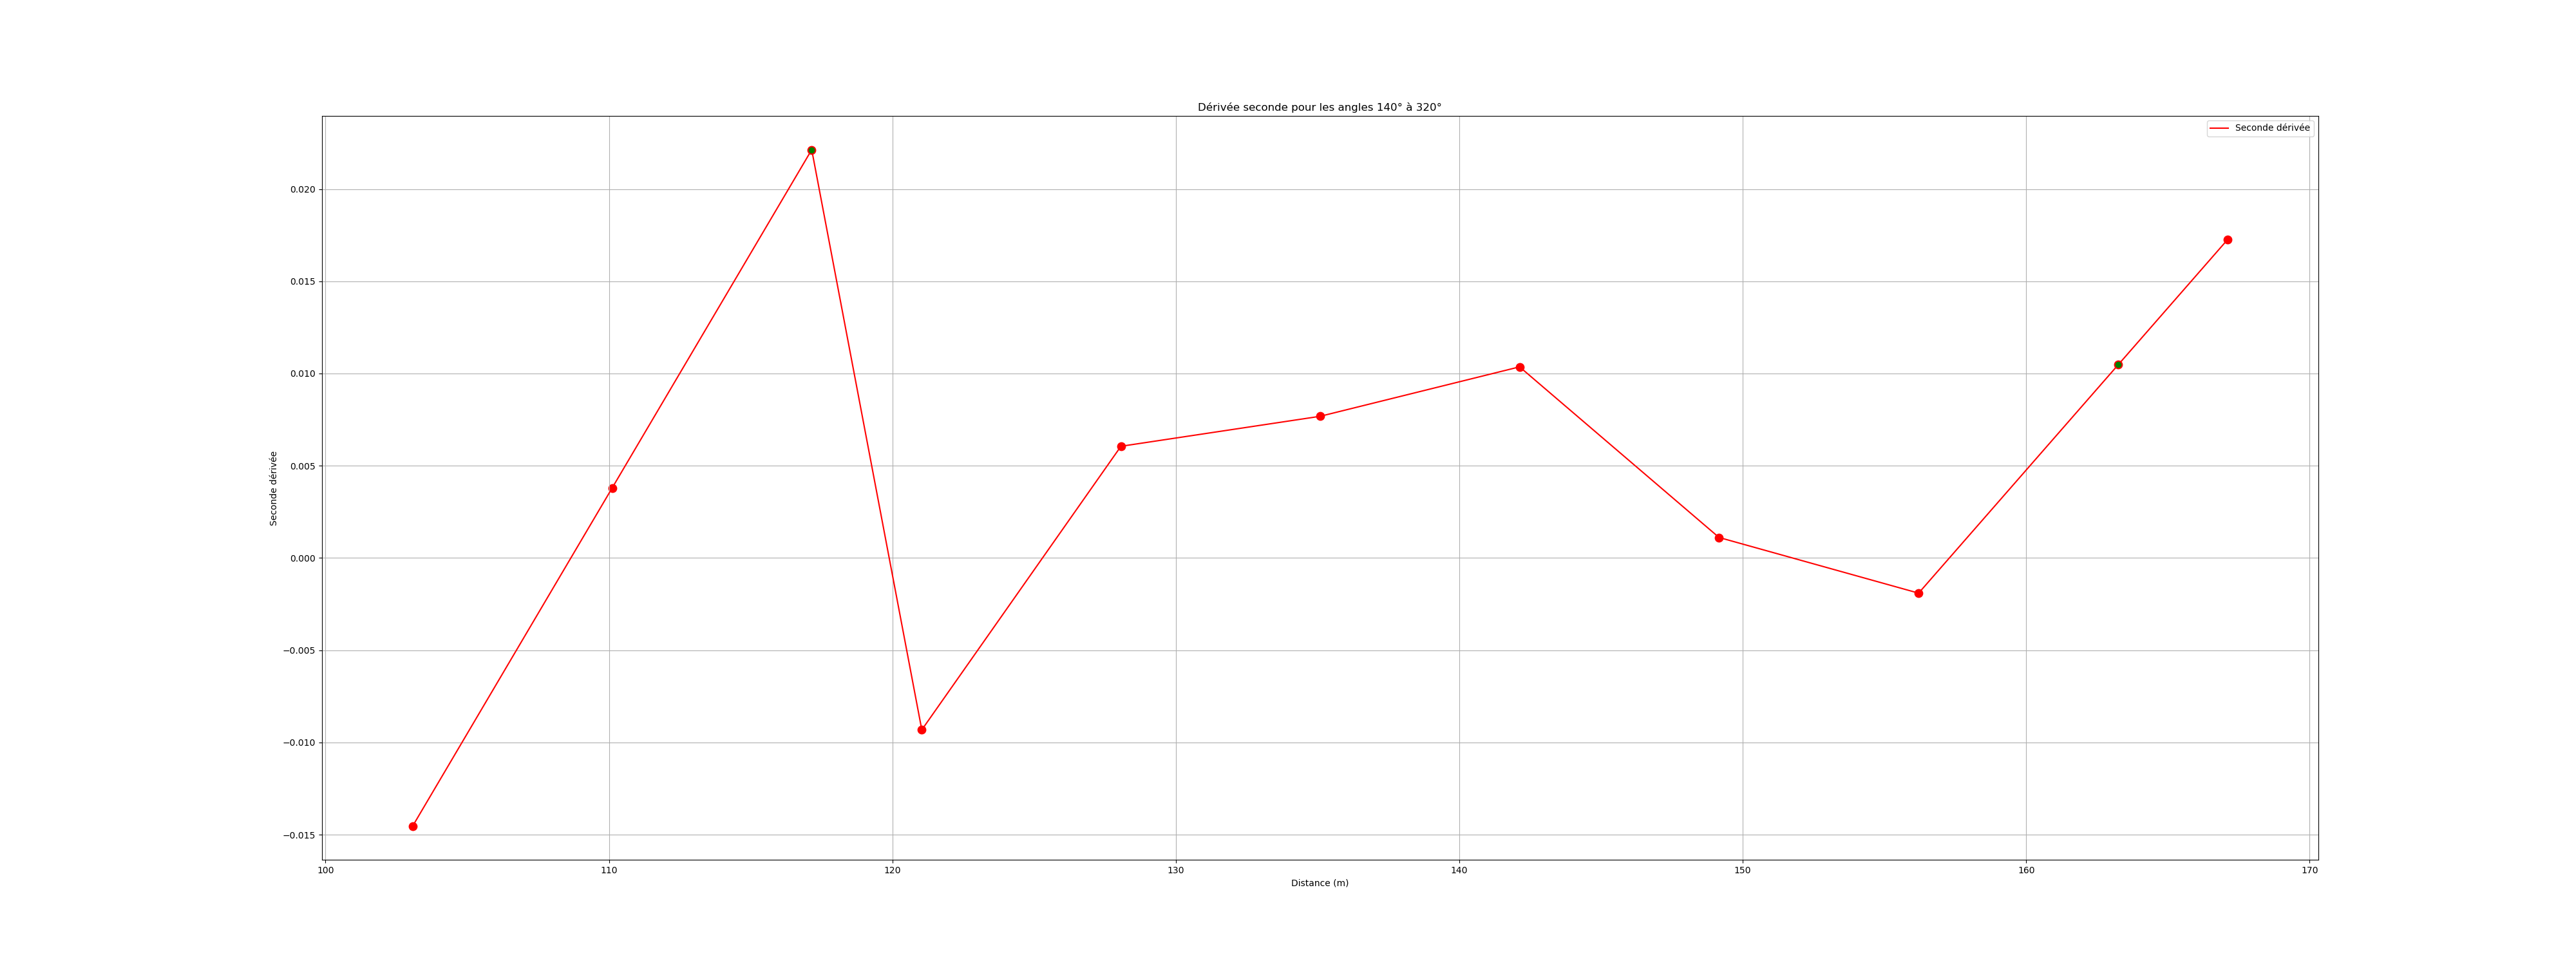 Dérivée seconde pour les angles 140° à 320°
Seconde dérivée
0.020
0.015
0.010
0.005
0.000
−0.005
−0.010
−0.015
Seconde dérivée
100 110 120 130 140 150 160 170
Distance (m)